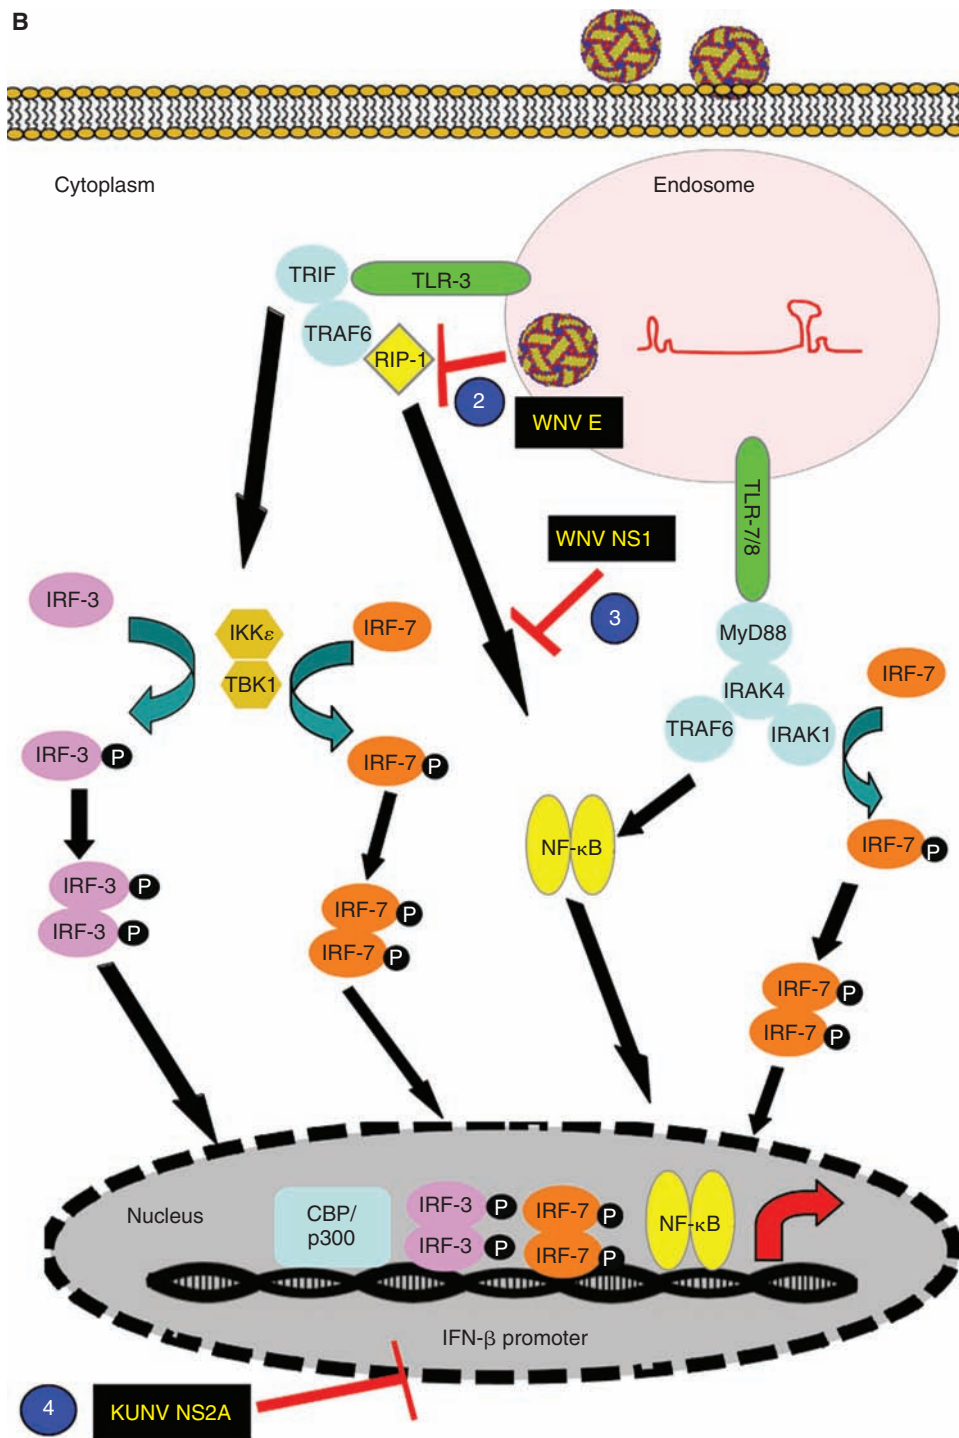 B
Cytoplasm
Endosome
TRIF
TLR-3
TRAF6
RIP-1
2
WNV E
TLR-7/8
WNV NS1
3
IRF-3
IKKε
IRF-7
TBK1
MyD88
IRAK4
IRF-7
TRAF6
IRAK1
IRF-3 P
IRF-7 P
NF-κB
IRF-7 P
IRF-3 P
IRF-3 P
IRF-7 P
IRF-7 P
IRF-7 P
IRF-7 P
Nucleus
CBP/
p300
IRF-3 P
IRF-3 P
IRF-7 P
IRF-7 P
NF-κB
IFN-β promoter
4
KUNV NS2A